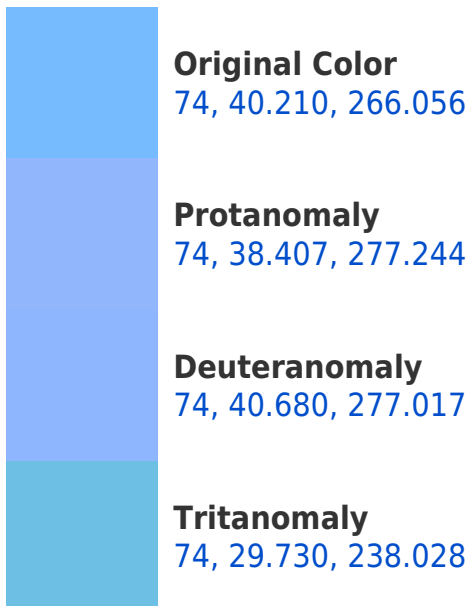 Original Color
74, 40.210, 266.056
Protanomaly
74, 38.407, 277.244
Deuteranomaly
74, 40.680, 277.017
Tritanomaly
74, 29.730, 238.028